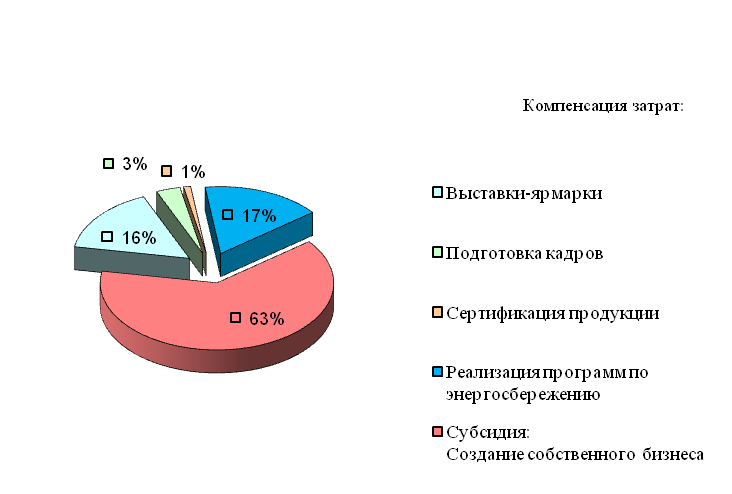 Компенсация затрат:
3%
1%
17%
16%
63%
Выставки-ярмарки
Подготовка кадров
Сертификация продукции
Реализация программ по
энергосбережению
Субсидия:
Создание собственного бизнеса